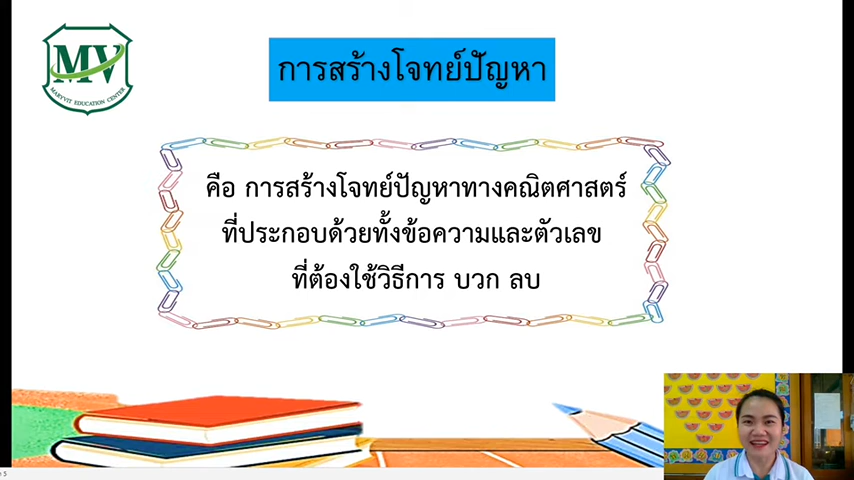 MV
MARYVIT EDUCATION CENTER
การสร้างโจทย์ปัญหา
คือ การสร้างโจทย์ปัญหาทางคณิตศาสตร์
ที่ประกอบด้วยทั้งข้อความและตัวเลข
ที่ต้องใช้วิธีการ บวก ลบ